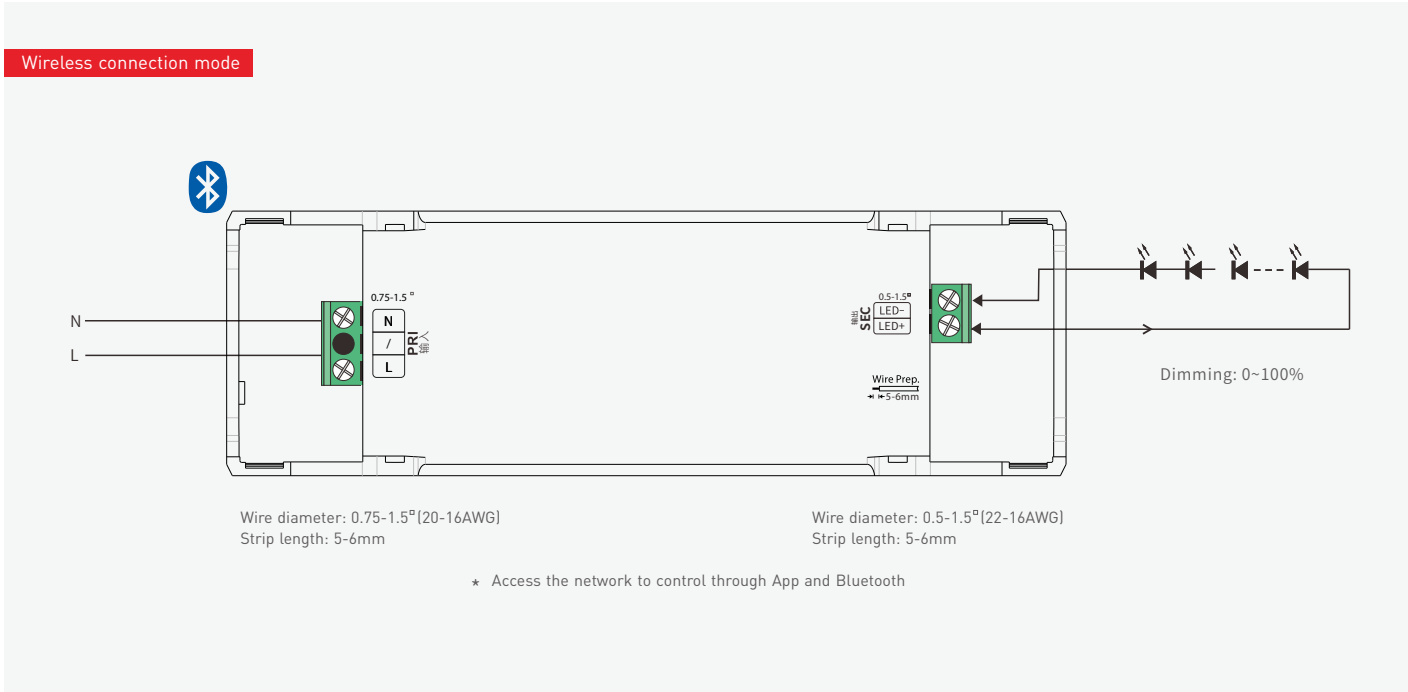 Wireless connection mode
N
L
0.75-1.5▫
N
/
L
PRI
输入
0.5-1.5▫
LED-
LED+
SEC
输出
Wire Prep.
5-6mm
Dimming: 0~100%
Wire diameter: 0.75-1.5▫(20-16AWG)
Strip length: 5-6mm
Wire diameter: 0.5-1.5▫(22-16AWG)
Strip length: 5-6mm
* Access the network to control through App and Bluetooth